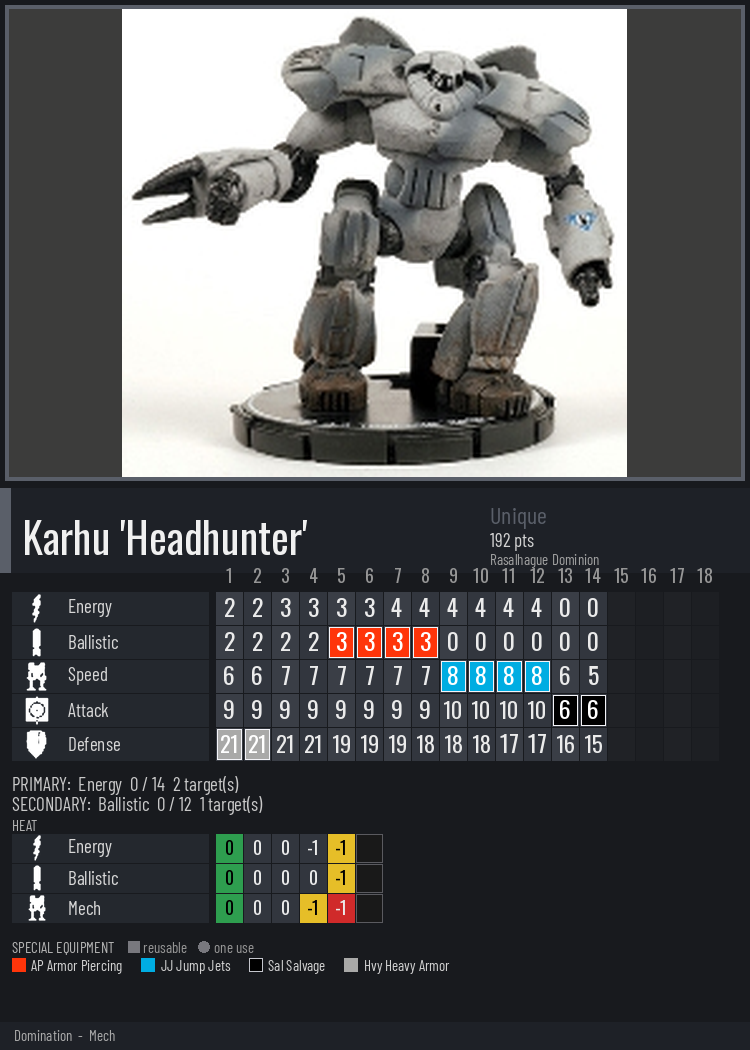 Karhu 'Headhunter'
Unique
192 pts
Rasalhague Dominion
1 2 3 4 5 6 7 8 9 10 11 12 13 14 15 16 17 18
Energy 2 2 3 3 3 3 4 4 4 4 4 4 0 0
Ballistic 2 2 2 2 3 3 3 3 0 0 0 0 0 0
Speed 6 6 7 7 7 7 7 7 8 8 8 8 6 5
Attack 9 9 9 9 9 9 9 9 10 10 10 10 6 6
Defense 21 21 21 21 19 19 19 18 18 18 17 17 16 15
PRIMARY: Energy 0 / 14 2 target(s)
SECONDARY: Ballistic 0 / 12 1 target(s)
HEAT
Energy 0 0 0 -1 -1
Ballistic 0 0 0 0 -1
Mech 0 0 0 -1 -1
SPECIAL EQUIPMENT reusable one use
AP Armor Piercing JJ Jump Jets Sal Salvage Hvy Heavy Armor
Domination - Mech